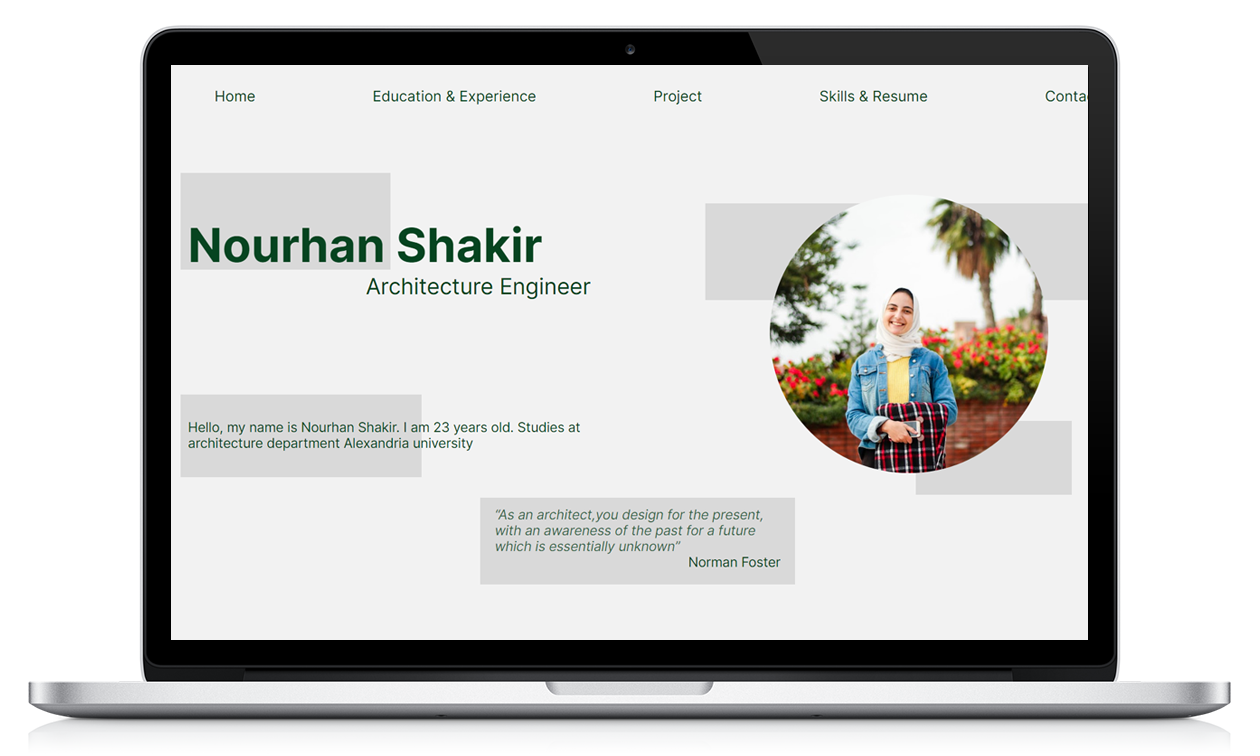 Home Education & Experience Project Skills & Resume Contac
Nourhan Shakir
Architecture Engineer
Hello, my name is Nourhan Shakir. I am 23 years old. Studies at
architecture department Alexandria university
“As an architect,you design for the present,
with an awareness of the past for a future
which is essentially unknown”
Norman Foster